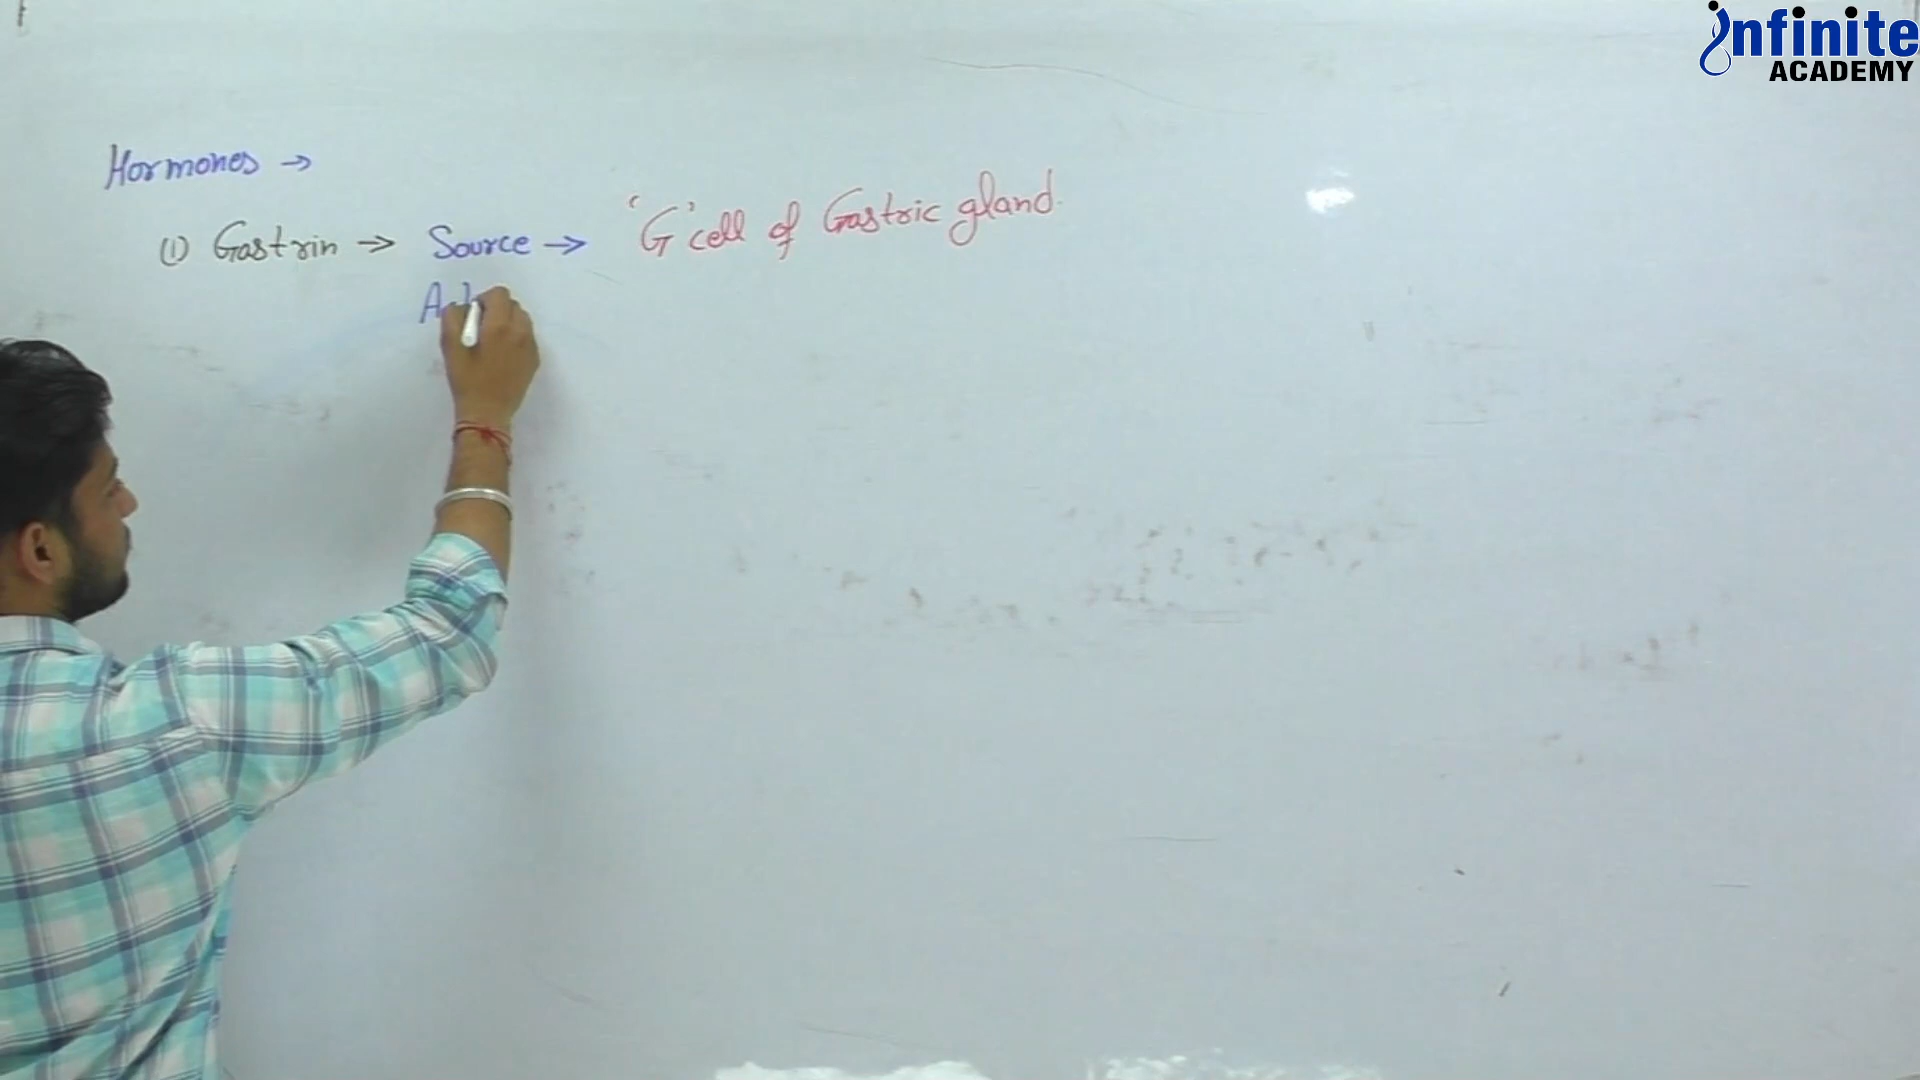 infinite
ACADEMY
Hormones →
(1) Gastrin → Source → 'G' cell of Gastric gland.